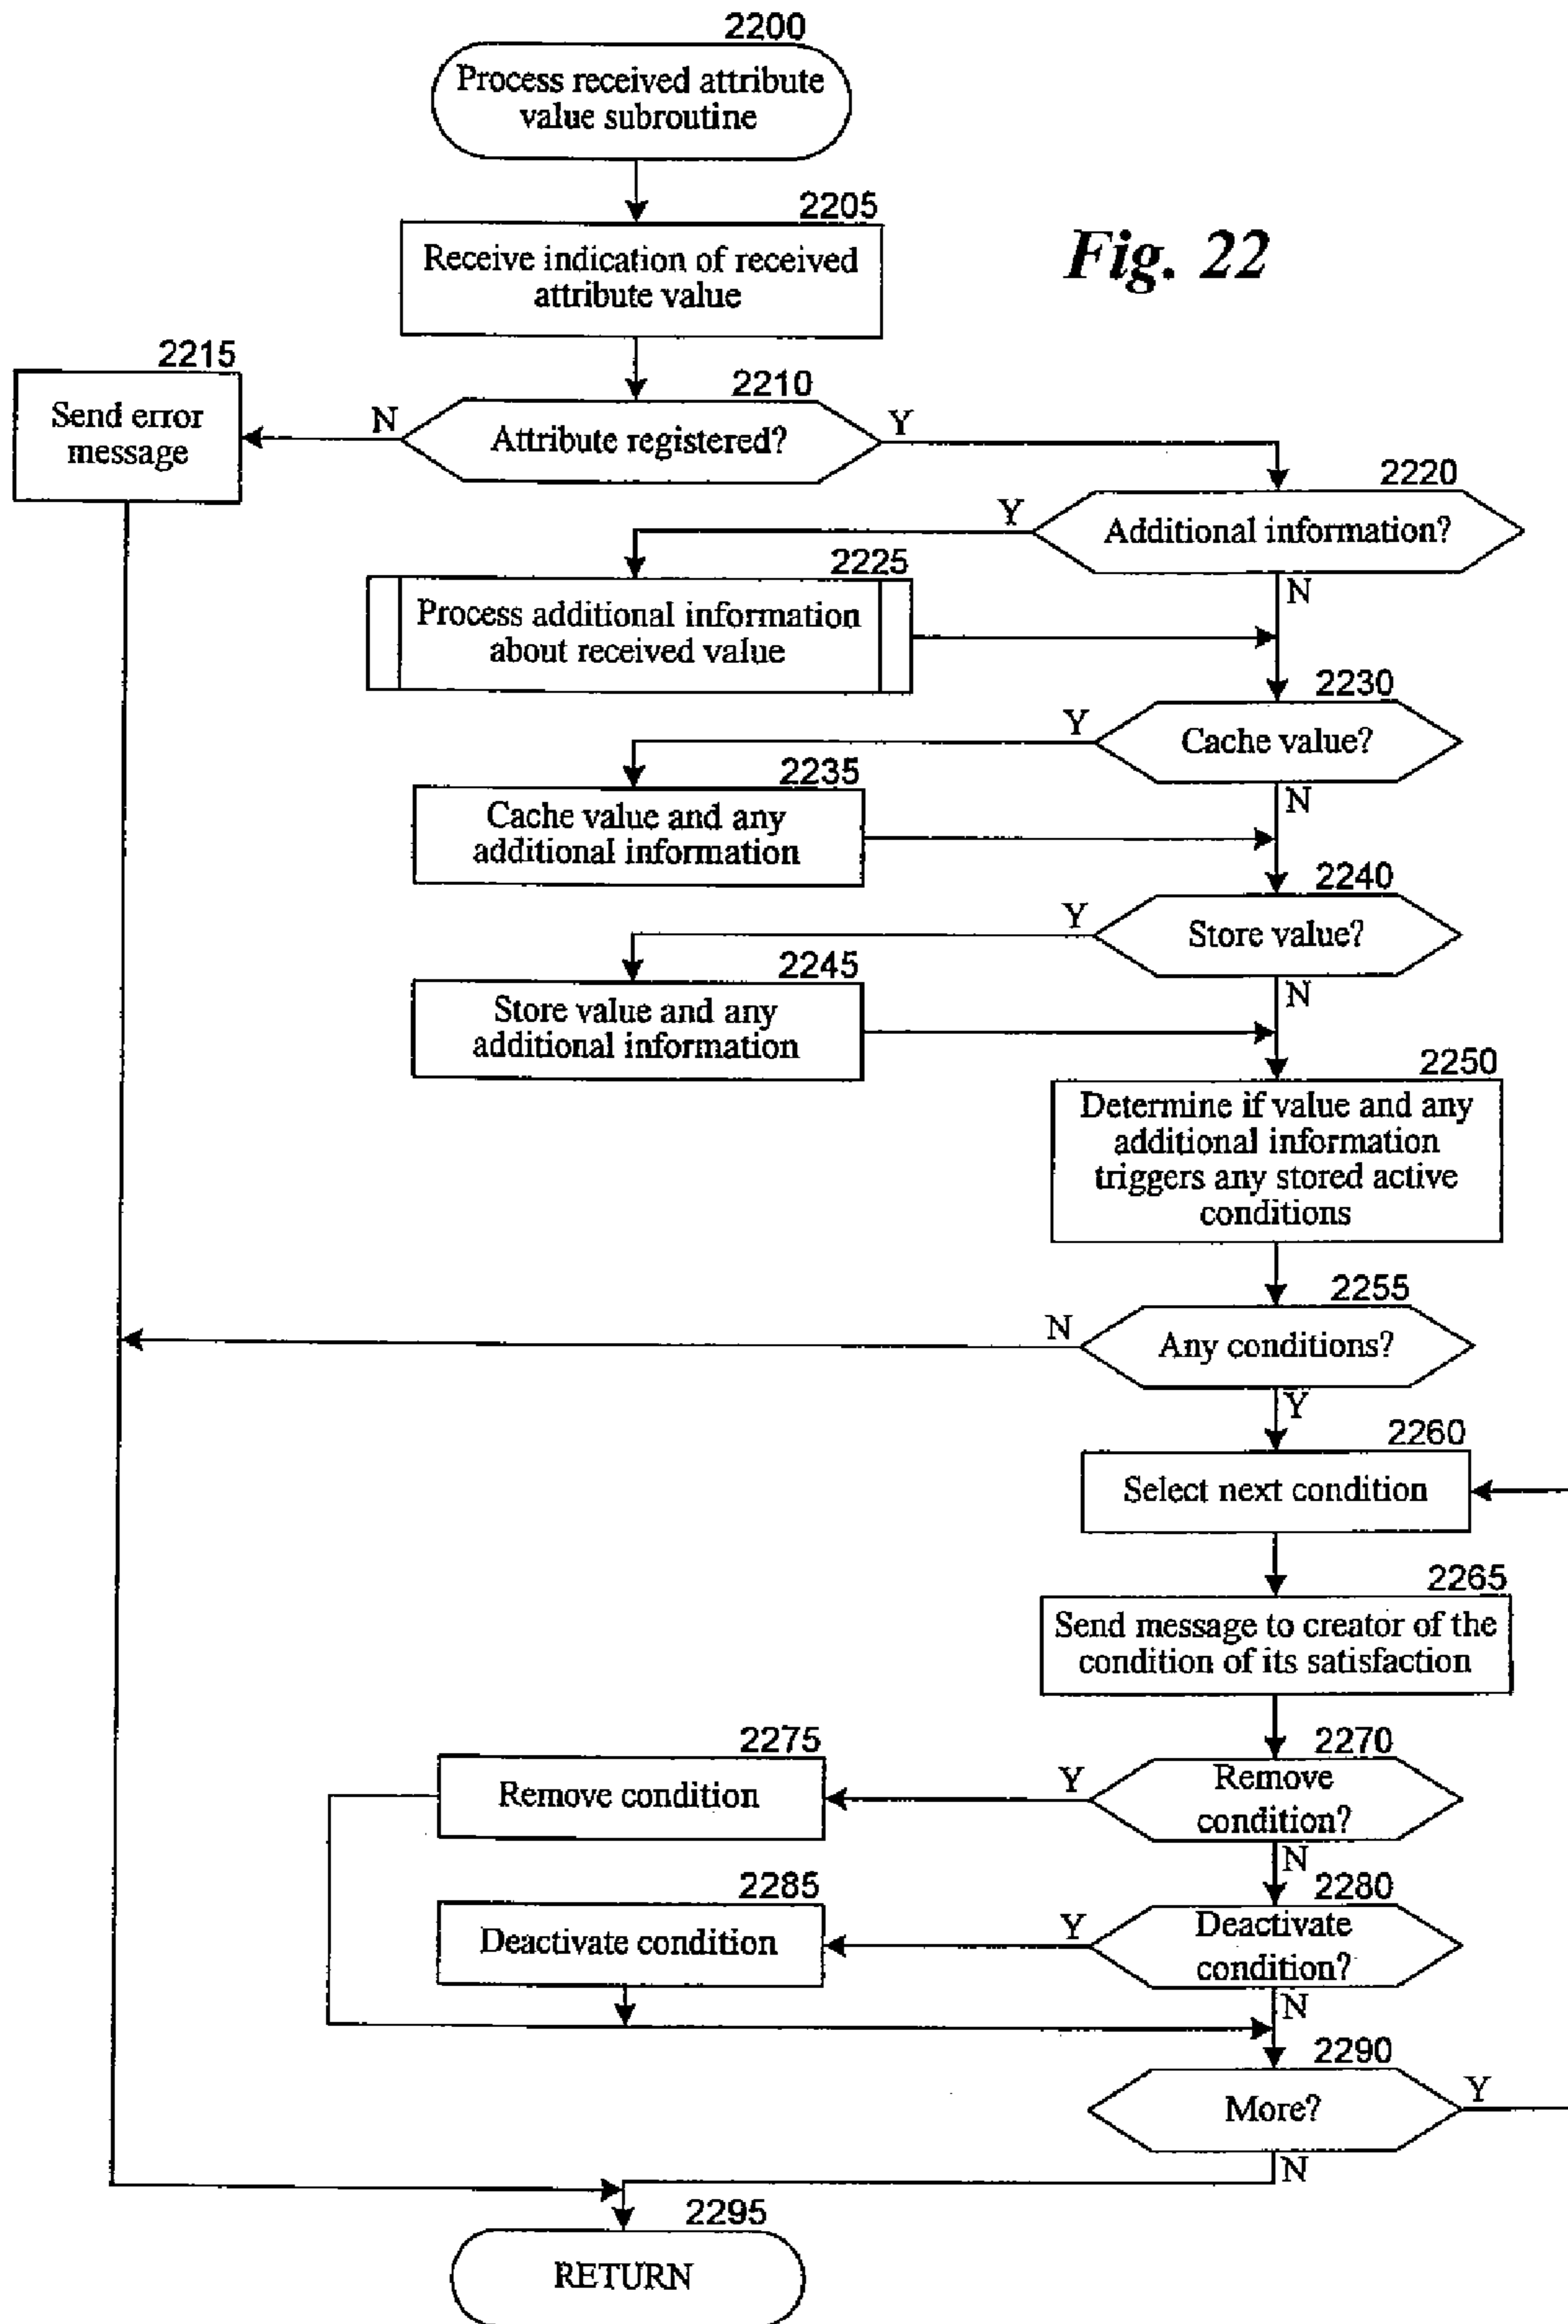 2200
Process received attribute
value subroutine
2205
Receive indication of received
attribute value
Fig. 22
2215
Send error
message
N
2210
Attribute registered?
Y
2220
Additional information?
Y
N
2225
Process additional information
about received value
2230
Cache value?
Y
N
2235
Cache value and any
additional information
2240
Store value?
Y
N
2245
Store value and any
additional information
2250
Determine if value and any
additional information
triggers any stored active
conditions
2255
Any conditions?
N
Y
2260
Select next condition
2265
Send message to creator of the
condition of its satisfaction
2270
Remove
condition?
Y
N
2275
Remove condition
2280
Deactivate
condition?
Y
N
2285
Deactivate condition
2290
More?
Y
N
2295
RETURN